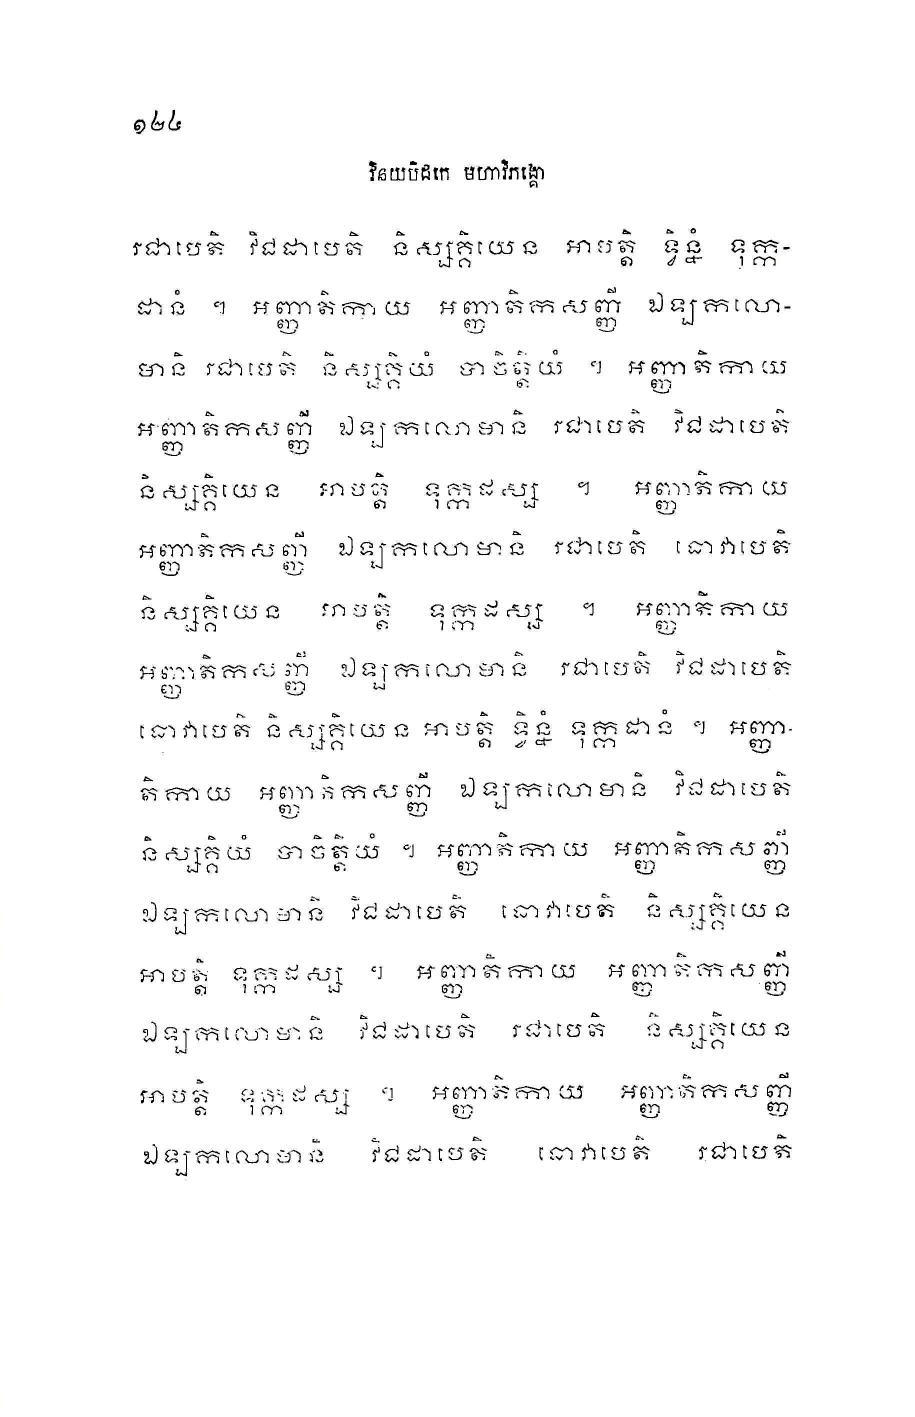 ១២៤
វិនយបិដកេ មហាវិភង្គោ
រជាបេតិ វិជដាបេតិ និស្សគ្គិយេន អាបត្តិ ទ្វិន្នំ ទុក្ក-
ដានំ ។ អញ្ញាតិកាយ អញ្ញាតិកសញ្ញី ឯឡកលោ-
មានិ រជាបេតិ និស្សគ្គិយំ បាចិត្តិយំ ។ អញ្ញាតិកាយ
អញ្ញាតិកសញ្ញី ឯឡកលោមានិ រជាបេតិ វិជដាបេតិ
និស្សគ្គិយេន អាបត្តិ ទុក្កដស្ស ។ អញ្ញាតិកាយ
អញ្ញាតិកសញ្ញី ឯឡកលោមានិ រជាបេតិ ធោវាបេតិ
និស្សគ្គិយេន អាបត្តិ ទុក្កដស្ស ។ អញ្ញាតិកាយ
អញ្ញាតិកសញ្ញី ឯឡកលោមានិ រជាបេតិ វិជដាបេតិ
ធោវាបេតិ និស្សគ្គិយេន អាបត្តិ ទ្វិន្នំ ទុក្កដានំ ។ អញ្ញា-
តិកាយ អញ្ញាតិកសញ្ញី ឯឡកលោមានិ វិជដាបេតិ
និស្សគ្គិយំ បាចិត្តិយំ ។ អញ្ញាតិកាយ អញ្ញាតិកសញ្ញី
ឯឡកលោមានិ វិជដាបេតិ ធោវាបេតិ និស្សគ្គិយេន
អាបត្តិ ទុក្កដស្ស ។ អញ្ញាតិកាយ អញ្ញាតិកសញ្ញី
ឯឡកលោមានិ វិជដាបេតិ រជាបេតិ និស្សគ្គិយេន
អាបត្តិ ទុក្កដស្ស ។ អញ្ញាតិកាយ អញ្ញាតិកសញ្ញី
ឯឡកលោមានិ វិជដាបេតិ ធោវាបេតិ រជាបេតិ